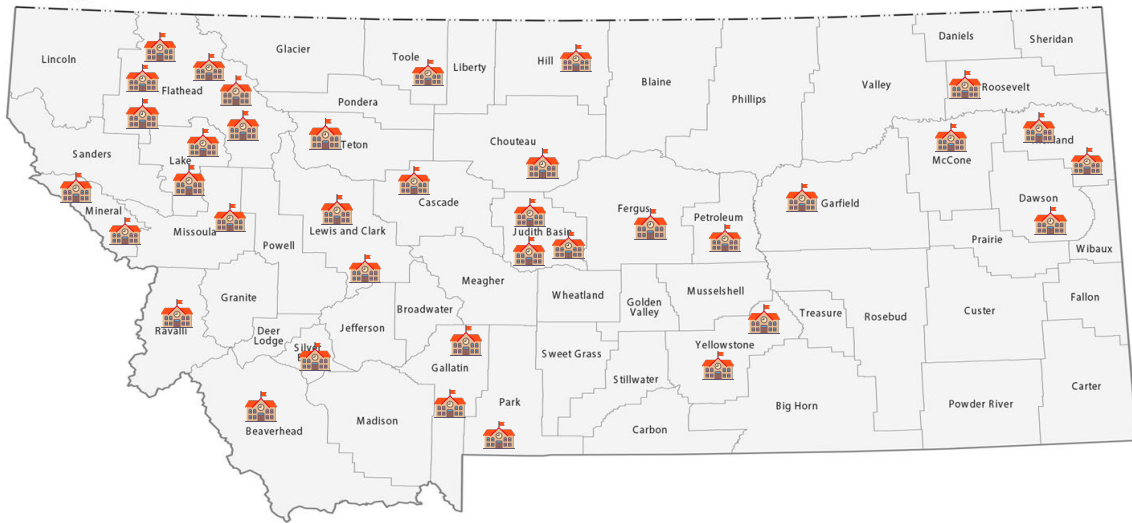 Daniels
Sheridan
Glacier
Toole
Lincoln
Hill
Liberty
Blaine
Valley
Roosevelt
Flathead
Phillips
Pondera
Chouteau
Teton
Sanders
Lake
McCone
Cascade
Garfield
Dawson
Mineral
Fergus
Petroleum
Missoula
Lewis and Clark
Judith Basin
Prairie
Powell
Wibaux
Meagher
Granite
Wheatland
Musselshell
Fallon
Golden
Valley
Broadwater
Treasure
Custer
Rosebud
Ravalli
Jefferson
Deer
Lodge
Silver
Yellowstone
Sweet Grass
Gallatin
Stillwater
Carter
Park
Powder River
Big Horn
Madison
Carbon
Beaverhead